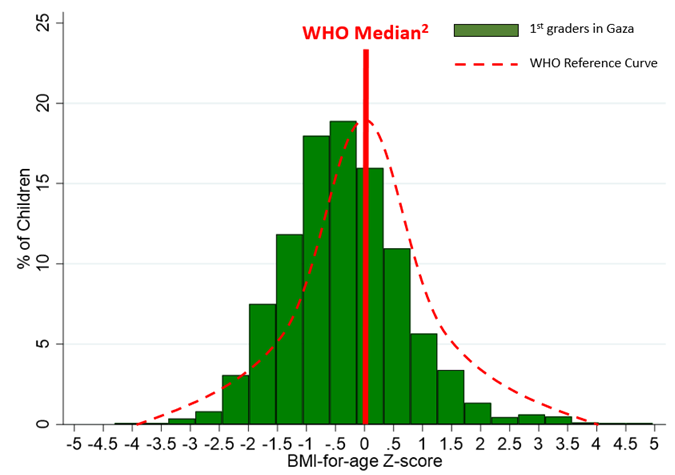 WHO Median²
1ˢᵗ graders in Gaza
WHO Reference Curve
% of Children
25
20
15
10
5
0
-5 -4.5 -4 -3.5 -3 -2.5 -2 -1.5 -1 -.5 0 .5 1 1.5 2 2.5 3 3.5 4 4.5 5
BMI-for-age Z-score